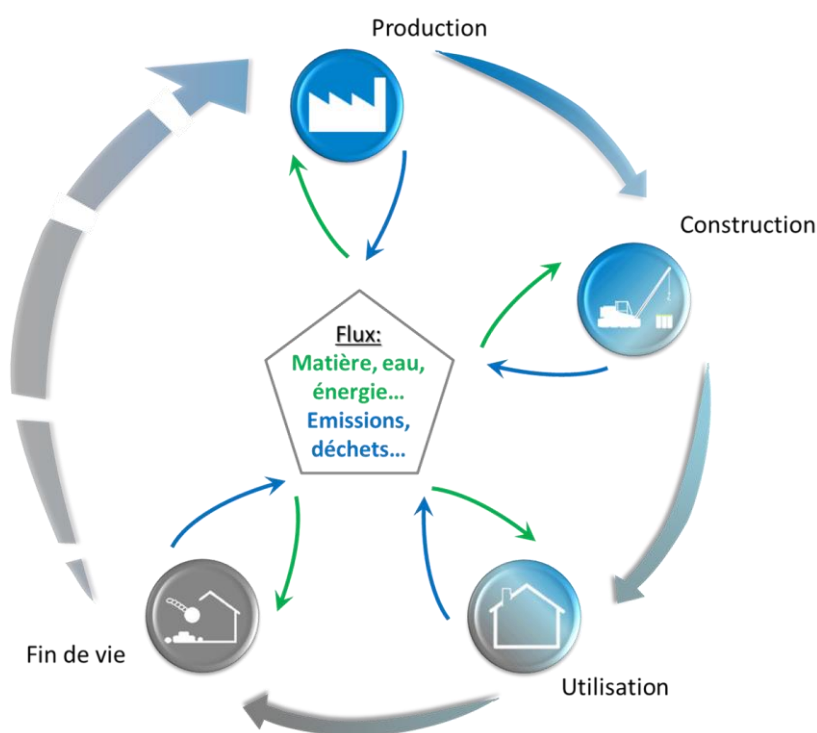 Production
Construction
Flux:
Matière, eau,
énergie...
Emissions,
déchets...
Fin de vie
Utilisation